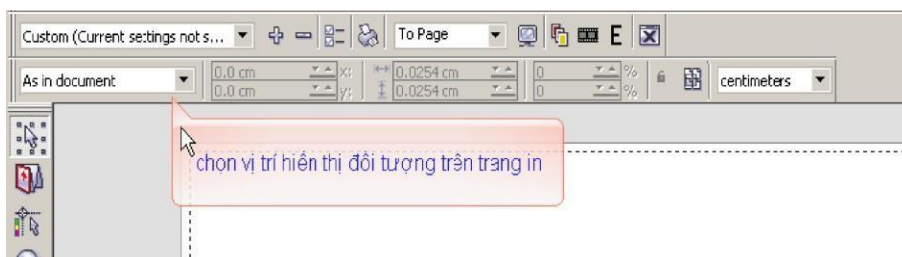 Custom (Current settings not s... To Page E
As in document 0.0 cm x: 0.0254 cm 0 % centimeters
0.0 cm y: 0.0254 cm 0 %
chọn vị trí hiển thị đối tượng trên trang in